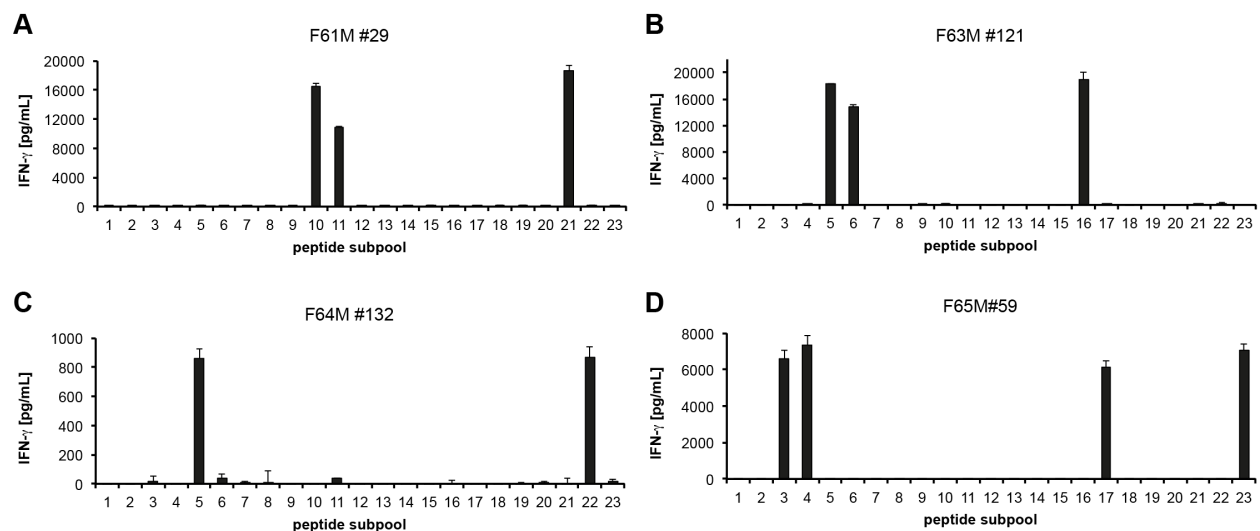 A
F61M #29
20000
16000
12000
8000
4000
0
IFN-γ [pg/mL]
1 2 3 4 5 6 7 8 9 10 11 12 13 14 15 16 17 18 19 20 21 22 23
peptide subpool
B
F63M #121
20000
16000
12000
8000
4000
0
IFN-γ [pg/mL]
1 2 3 4 5 6 7 8 9 10 11 12 13 14 15 16 17 18 19 20 21 22 23
peptide subpool
C
F64M #132
1000
800
600
400
200
0
IFN-γ [pg/mL]
1 2 3 4 5 6 7 8 9 10 11 12 13 14 15 16 17 18 19 20 21 22 23
peptide subpool
D
F65M#59
8000
6000
4000
2000
0
IFN-γ [pg/mL]
1 2 3 4 5 6 7 8 9 10 11 12 13 14 15 16 17 18 19 20 21 22 23
peptide subpool